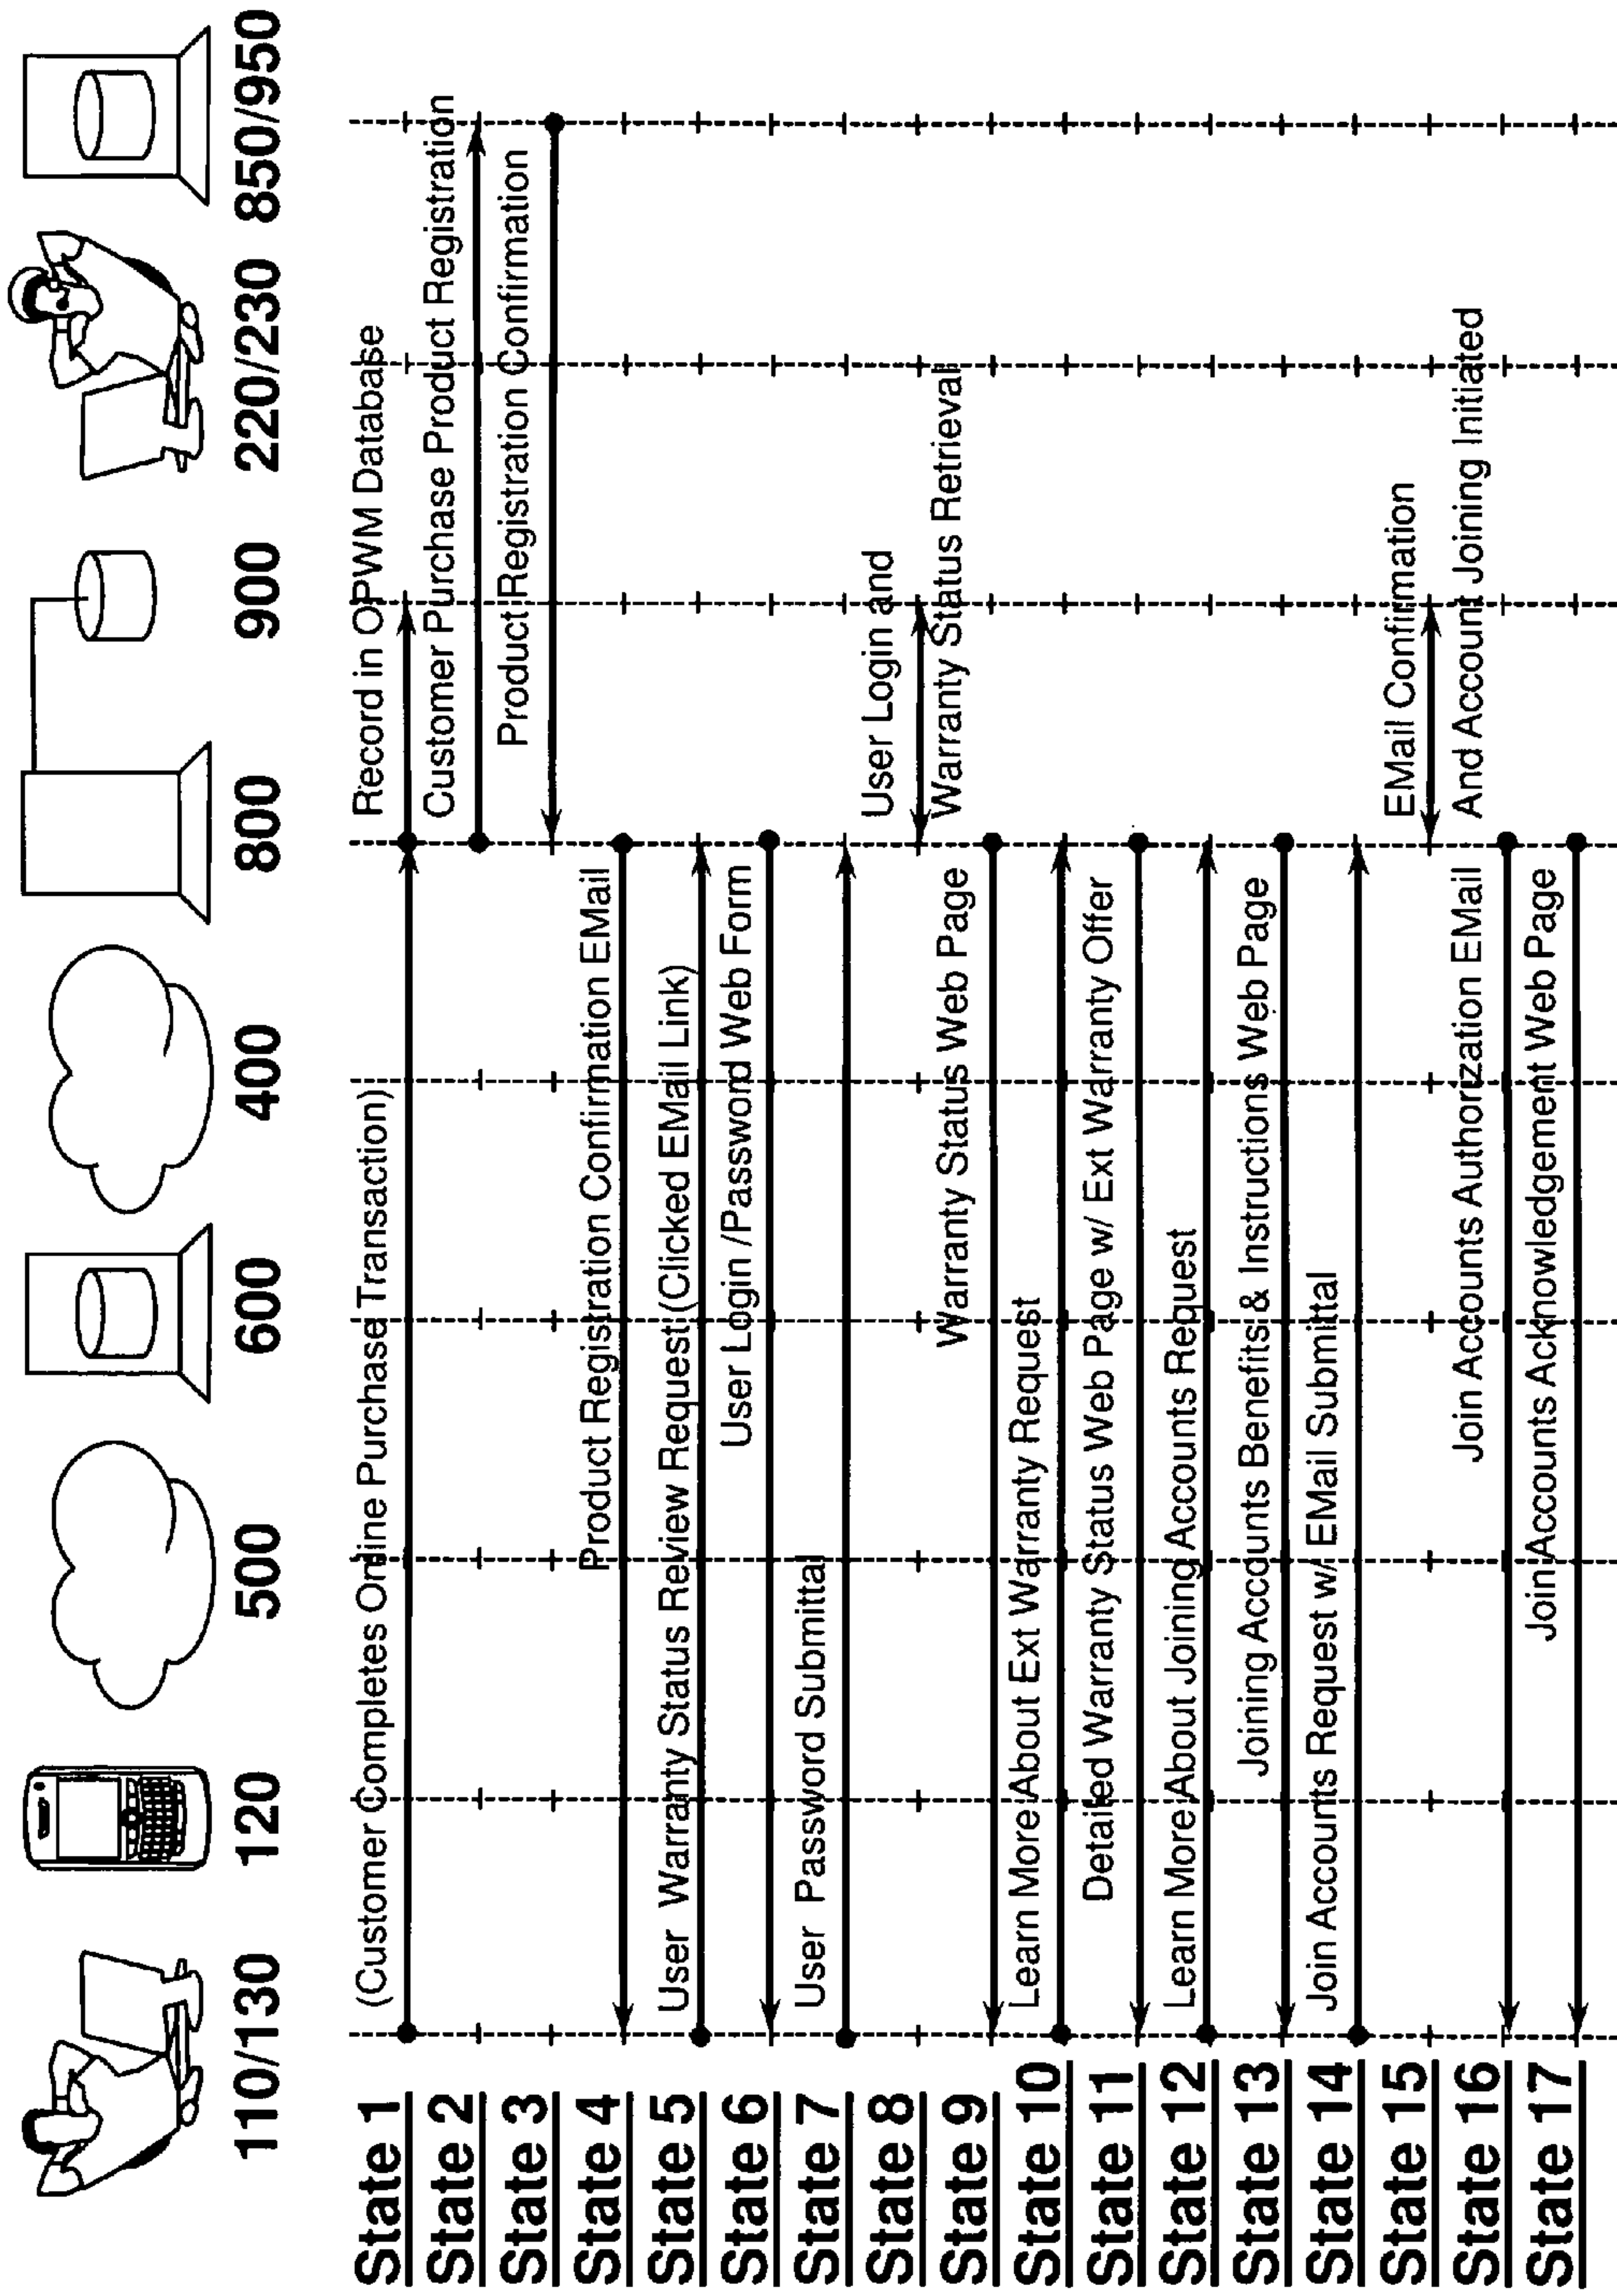 110/130 120 500 600 400 800 900 220/230 850/950
State 1 (Customer Completes Online Purchase Transaction) Record in OPWM Database
State 2 Customer Purchase Product Registration
State 3 Product Registration Confirmation
State 4 Product Registration Confirmation EMail
State 5 User Warranty Status Review Request (Clicked EMail Link)
State 6 User Login /Password Web Form
State 7 User Password Submittal
State 8 User Login and
Warranty Status Retrieval
State 9 Warranty Status Web Page
State 10 Learn More About Ext Warranty Request
State 11 Detailed Warranty Status Web Page w/ Ext Warranty Offer
State 12 Learn More About Joining Accounts Request
State 13 Joining Accounts Benefits & Instructions Web Page
State 14 Join Accounts Request w/ EMail Submittal
State 15 EMail Confirmation
And Account Joining Initiated
State 16 Join Accounts Authorization EMail
State 17 Join Accounts Acknowledgement Web Page